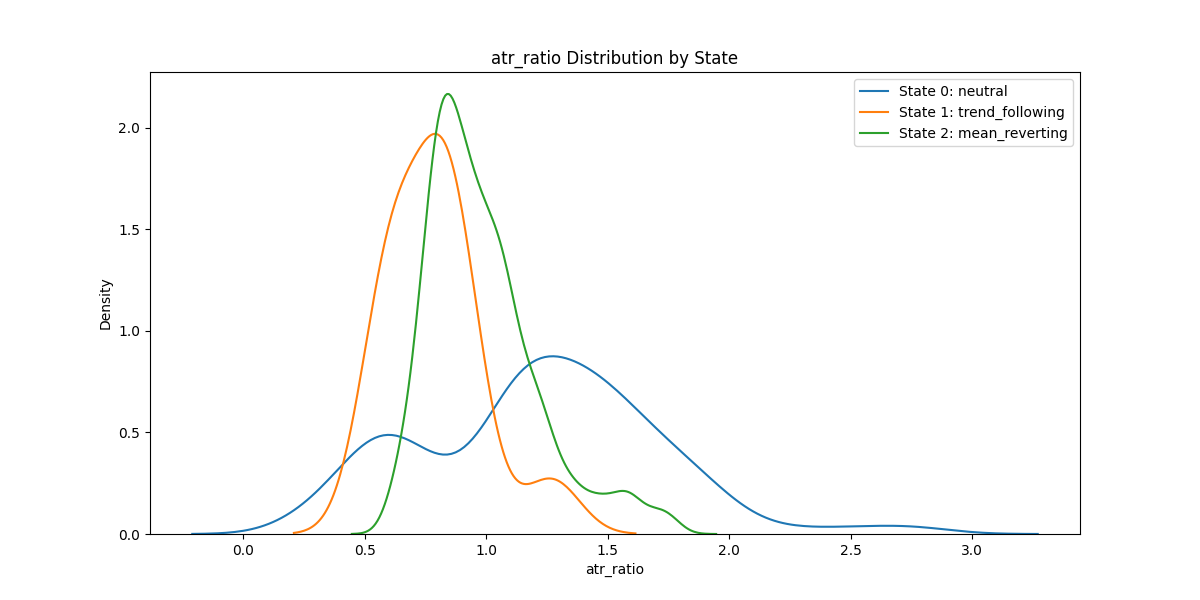 atr_ratio Distribution by State
State 0: neutral
State 1: trend_following
State 2: mean_reverting
Density
2.0
1.5
1.0
0.5
0.0
0.0 0.5 1.0 1.5 2.0 2.5 3.0
atr_ratio